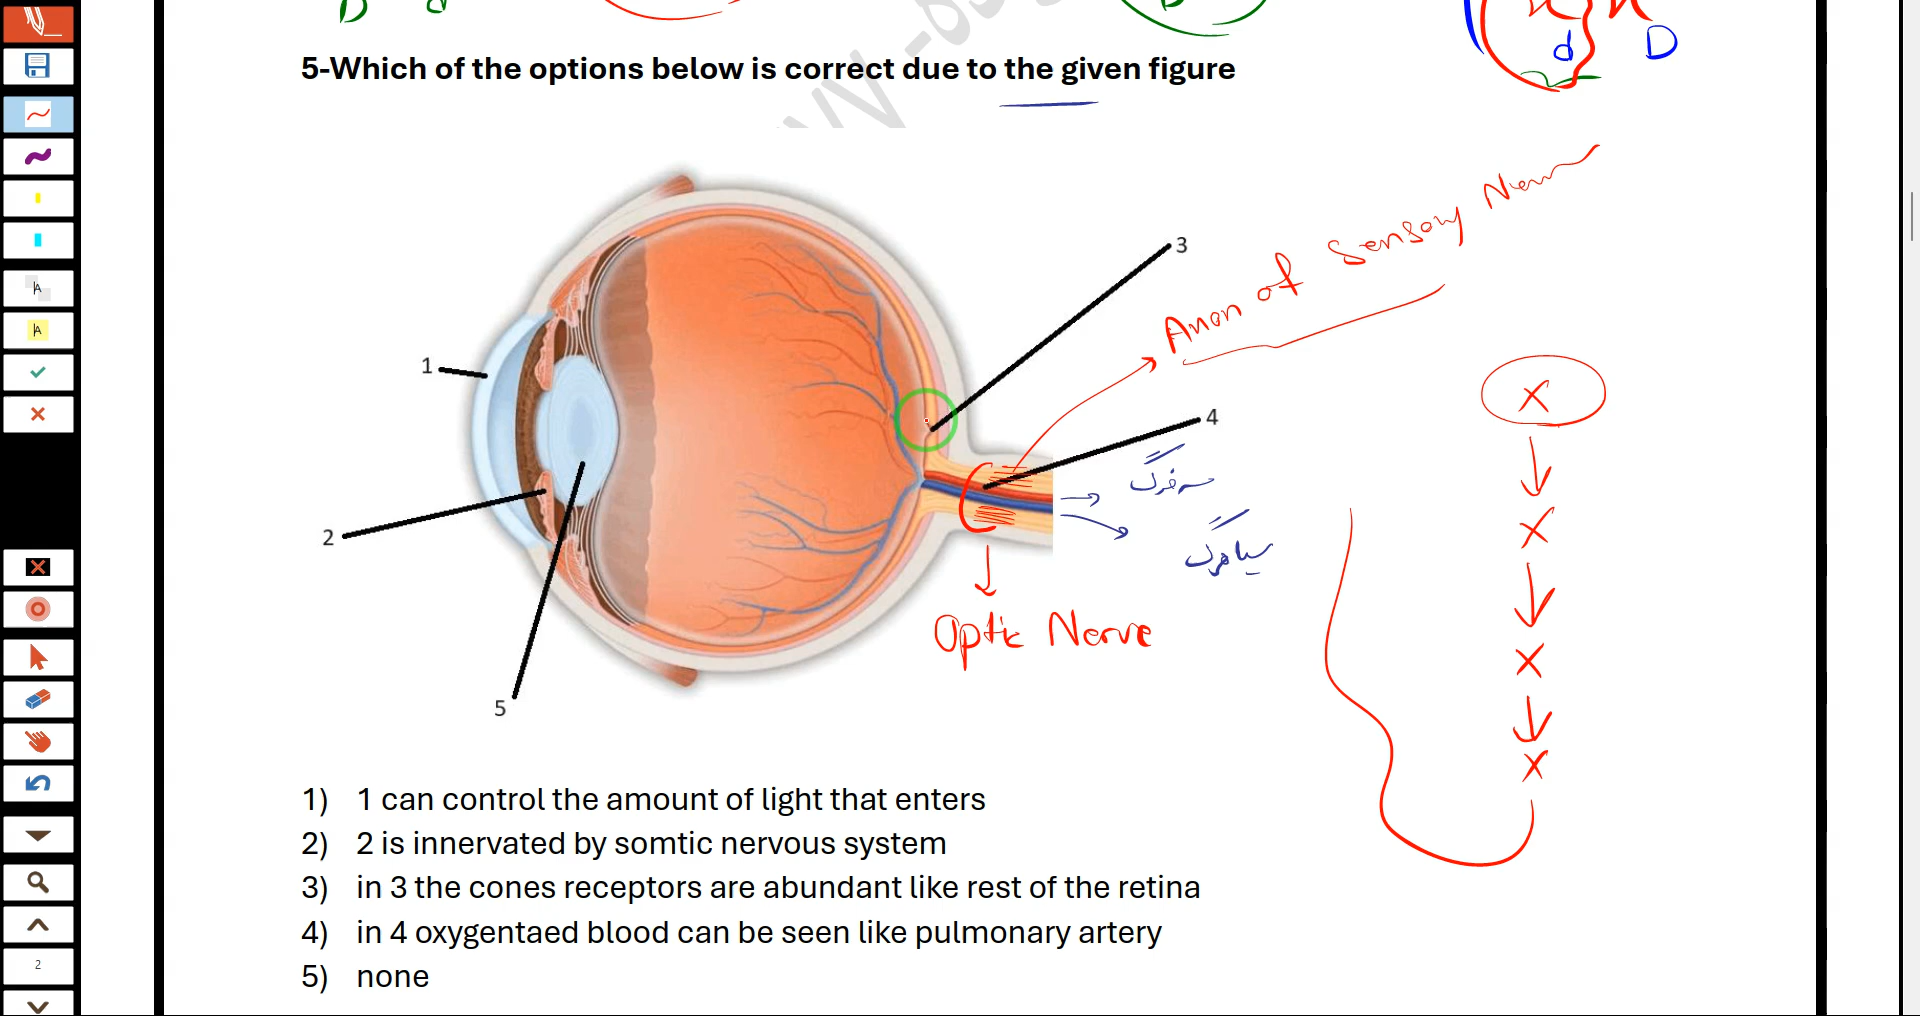 D d B d D
5-Which of the options below is correct due to the given figure
Axon of Sensory
3
1
4
سرخرگ
2
سیاهرگ
Optic Nerve
5
1) 1 can control the amount of light that enters
2) 2 is innervated by somtic nervous system
3) in 3 the cones receptors are abundant like rest of the retina
4) in 4 oxygentaed blood can be seen like pulmonary artery
5) none
2